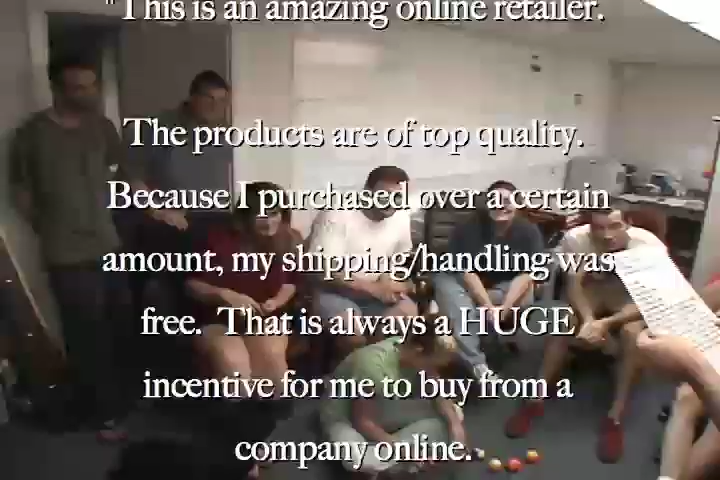 "This is an amazing online retailer.
The products are of top quality.
Because I purchased over a certain
amount, my shipping/handling was
free. That is always a HUGE
incentive for me to buy from a
company online.